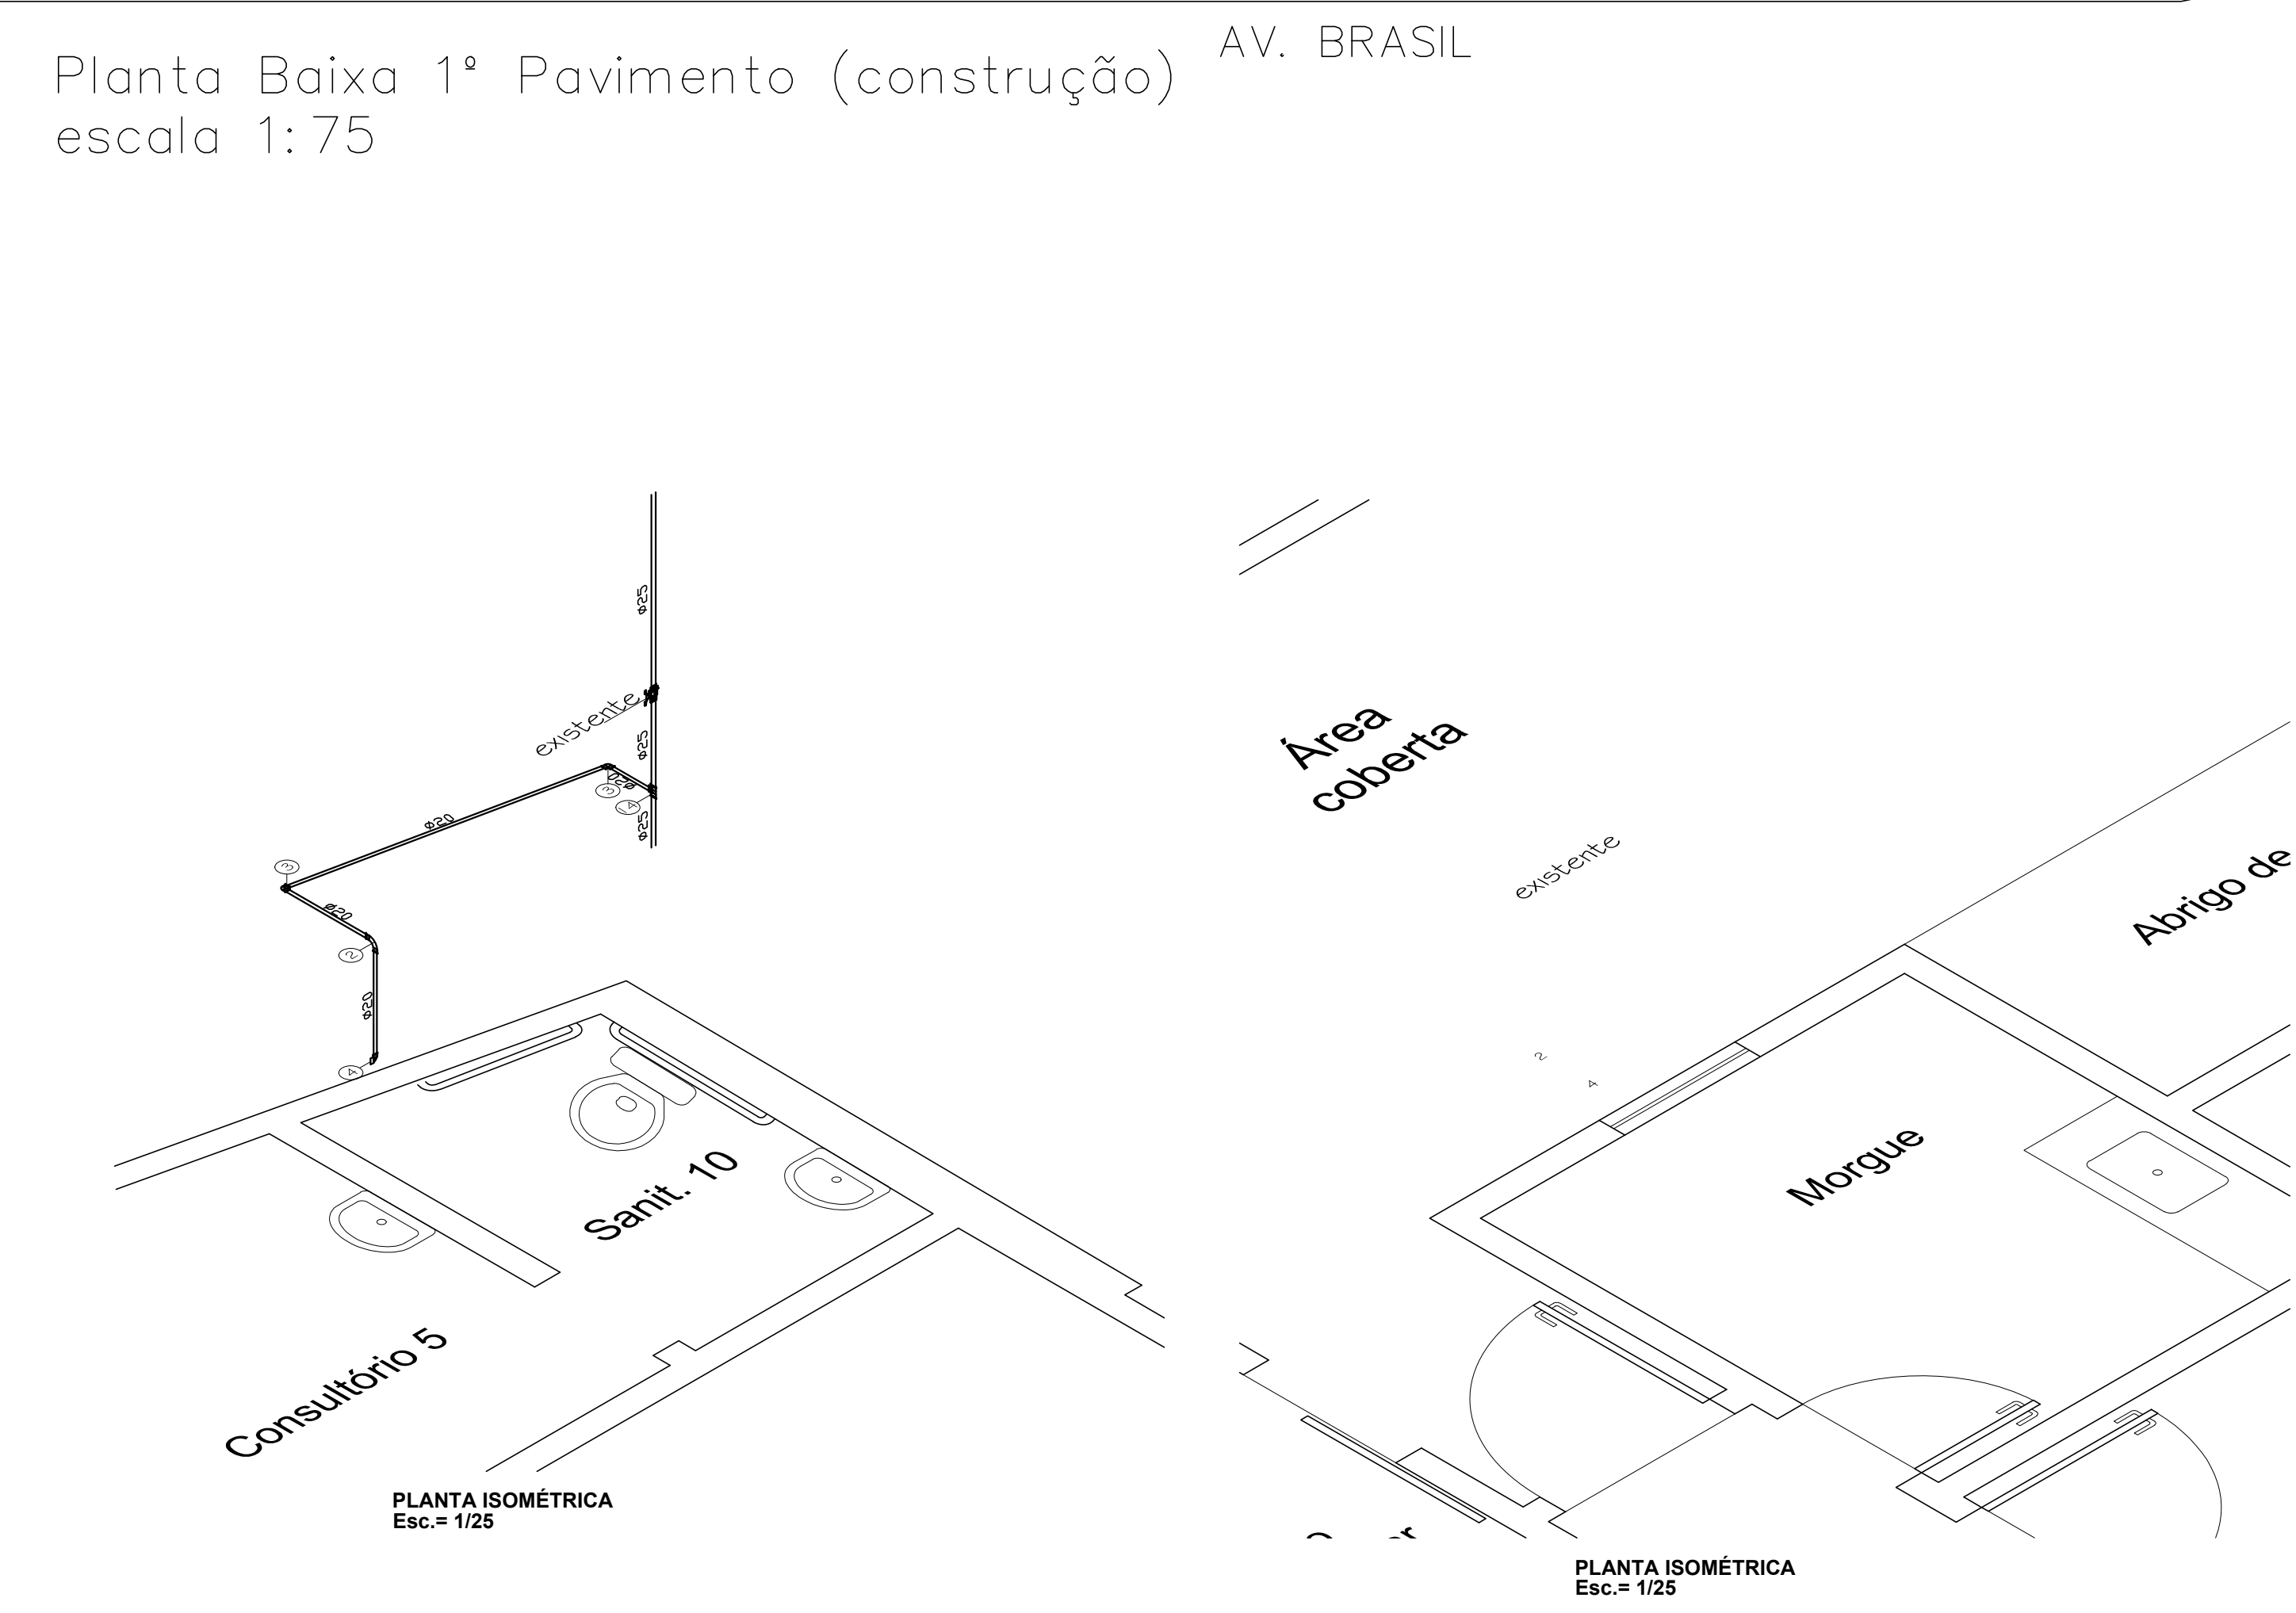 AV. BRASIL
Planta Baixa 1º Pavimento (construção)
escala 1:75
ø25
existente
ø25
ø20
3
14
ø25
ø20
3
ø20
2
ø20
4
Sanit. 10
Consultório 5
PLANTA ISOMÉTRICA
Esc.= 1/25
Área
coberta
existente
Abrigo de
2
4
Morgue
PLANTA ISOMÉTRICA
Esc.= 1/25